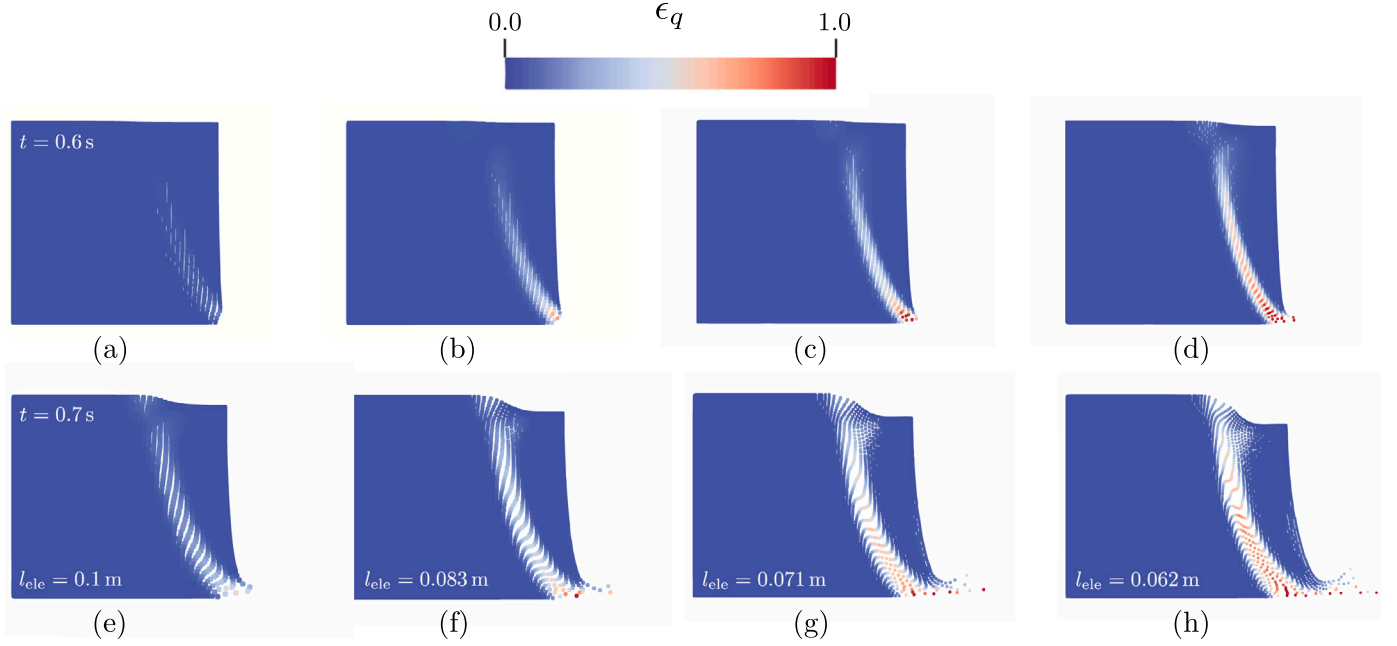 ϵ_q
0.0 1.0
t = 0.6 s
(a) (b) (c) (d)
t = 0.7 s
l_ele = 0.1 m l_ele = 0.083 m l_ele = 0.071 m l_ele = 0.062 m
(e) (f) (g) (h)